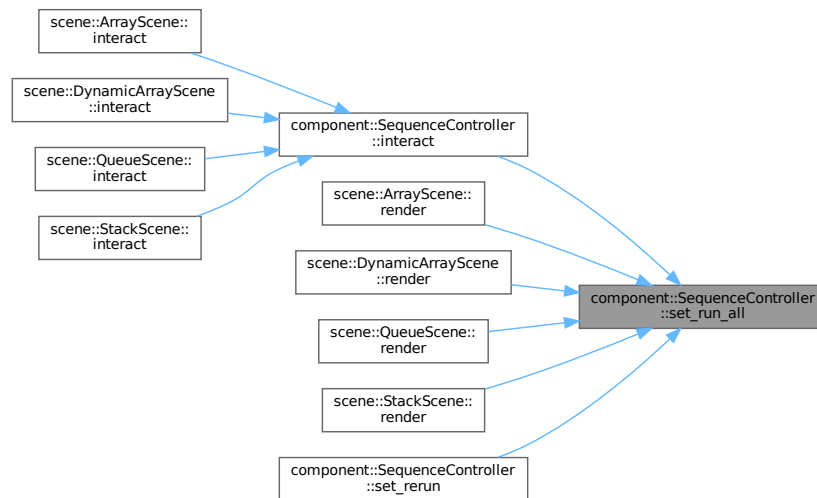 scene::ArrayScene::
interact
scene::DynamicArrayScene
::interact
scene::QueueScene::
interact
scene::StackScene::
interact
component::SequenceController
::interact
scene::ArrayScene::
render
scene::DynamicArrayScene
::render
scene::QueueScene::
render
scene::StackScene::
render
component::SequenceController
::set_rerun
component::SequenceController
::set_run_all